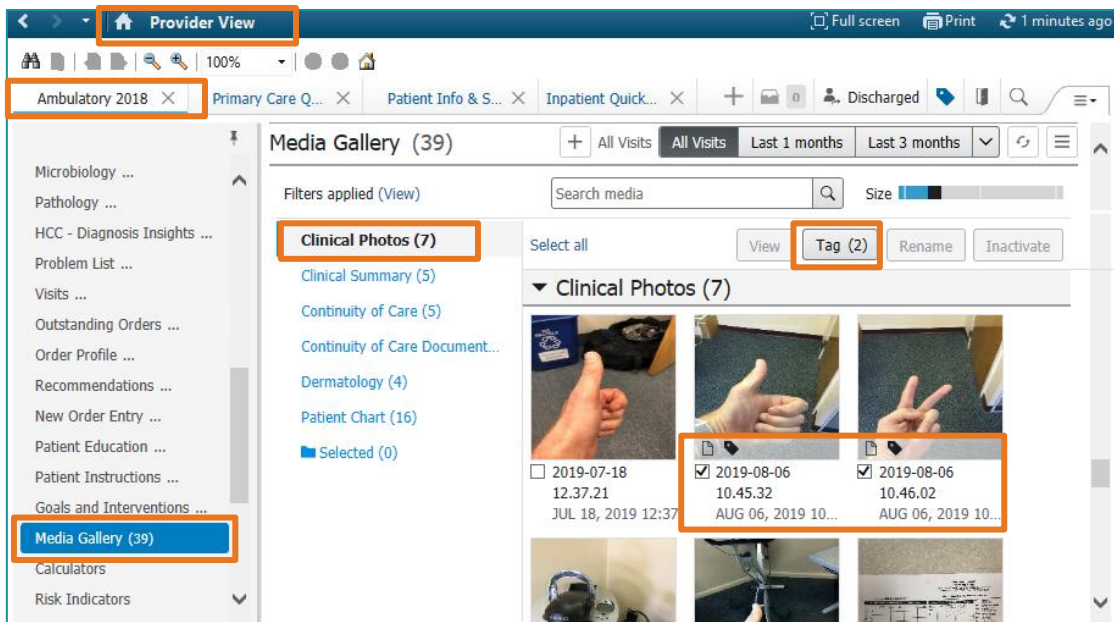 Provider View
Full screen
Print
1 minutes ago
100%
Ambulatory 2018
Primary Care Q...
Patient Info & S...
Inpatient Quick...
0
Discharged
Media Gallery (39)
All Visits
All Visits
Last 1 months
Last 3 months
Filters applied (View)
Search media
Size
Microbiology ...
Pathology ...
HCC - Diagnosis Insights ...
Problem List ...
Visits ...
Outstanding Orders ...
Order Profile ...
Recommendations ...
New Order Entry ...
Patient Education ...
Patient Instructions ...
Goals and Interventions ...
Media Gallery (39)
Calculators
Risk Indicators
Clinical Photos (7)
Clinical Summary (5)
Continuity of Care (5)
Continuity of Care Document...
Dermatology (4)
Patient Chart (16)
Selected (0)
Select all
View
Tag (2)
Rename
Inactivate
Clinical Photos (7)
2019-07-18
12.37.21
JUL 18, 2019 12:37
2019-08-06
10.45.32
AUG 06, 2019 10...
2019-08-06
10.46.02
AUG 06, 2019 10...